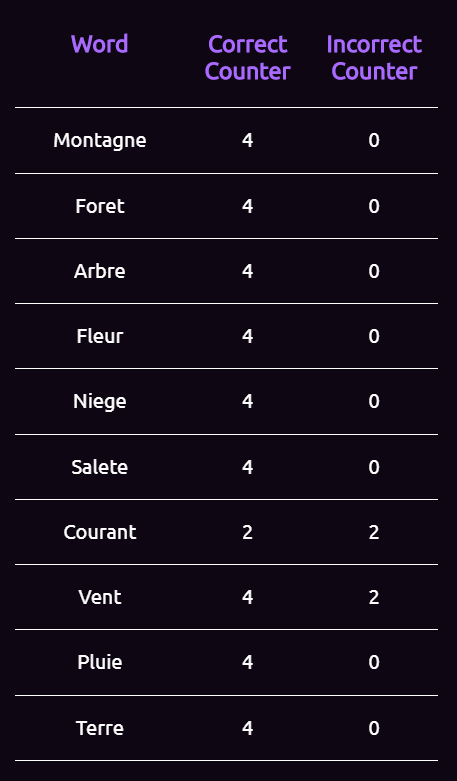 Word Correct Counter Incorrect Counter
Montagne 4 0
Foret 4 0
Arbre 4 0
Fleur 4 0
Niege 4 0
Salete 4 0
Courant 2 2
Vent 4 2
Pluie 4 0
Terre 4 0